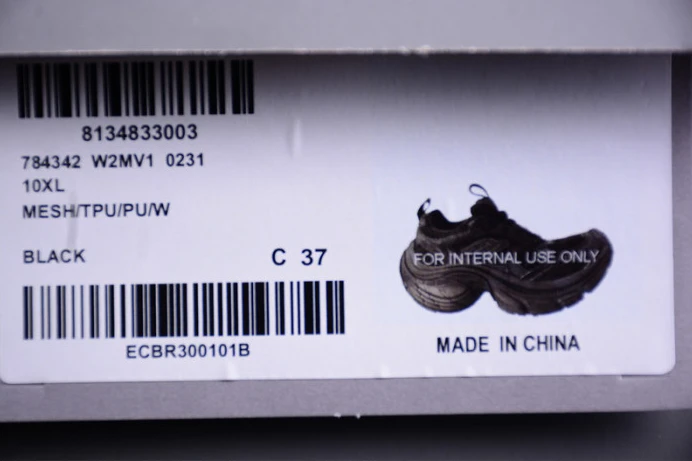 8134833003
784342 W2MV1 0231
10XL
MESH/TPU/PU/W
BLACK C 37
ECBR300101B
FOR INTERNAL USE ONLY
MADE IN CHINA